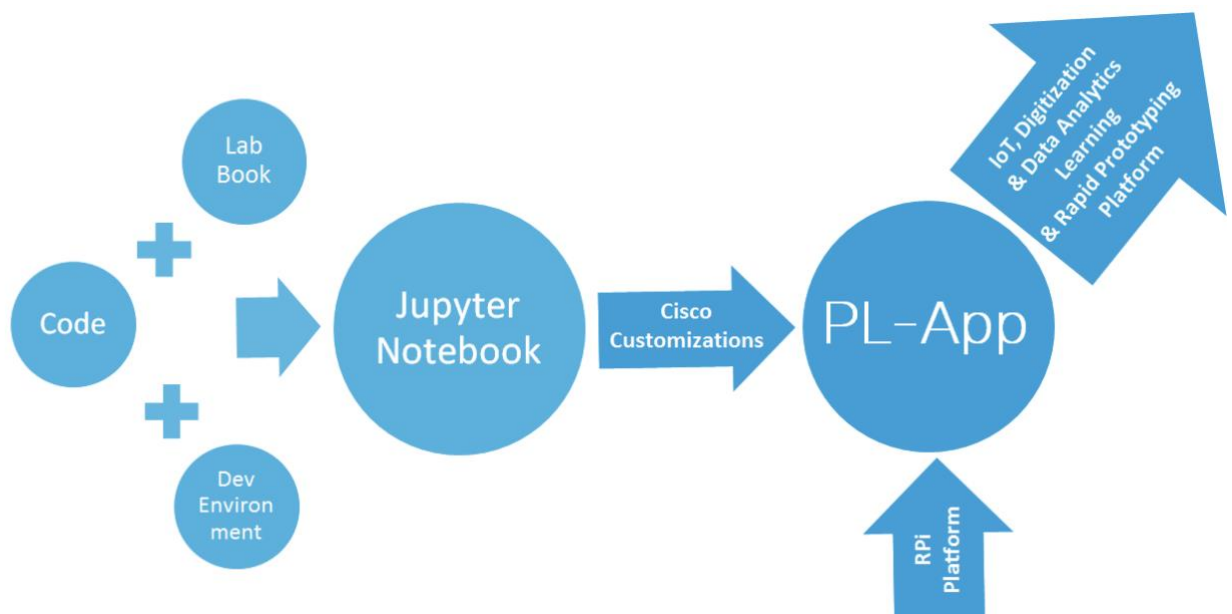 Lab
Book
Code
Dev
Environ
ment
Jupyter
Notebook
Cisco
Customizations
PL-App
RPi
Platform
IoT, Digitization
& Data Analytics
Learning
& Rapid Prototyping
Platform